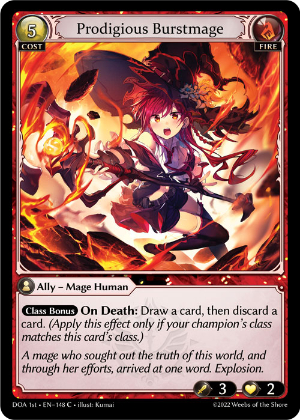 5
Prodigious Burstmage
COST
FIRE
Ally – Mage Human
Class Bonus On Death: Draw a card, then discard a
card. (Apply this effect only if your champion's class
matches this card's class.)
A mage who sought out the truth of this world, and
through her efforts, arrived at one word. Explosion.
3
2
DOA 1st • EN-148 C • illust: Kumai
©2022 Weebs of the Shore